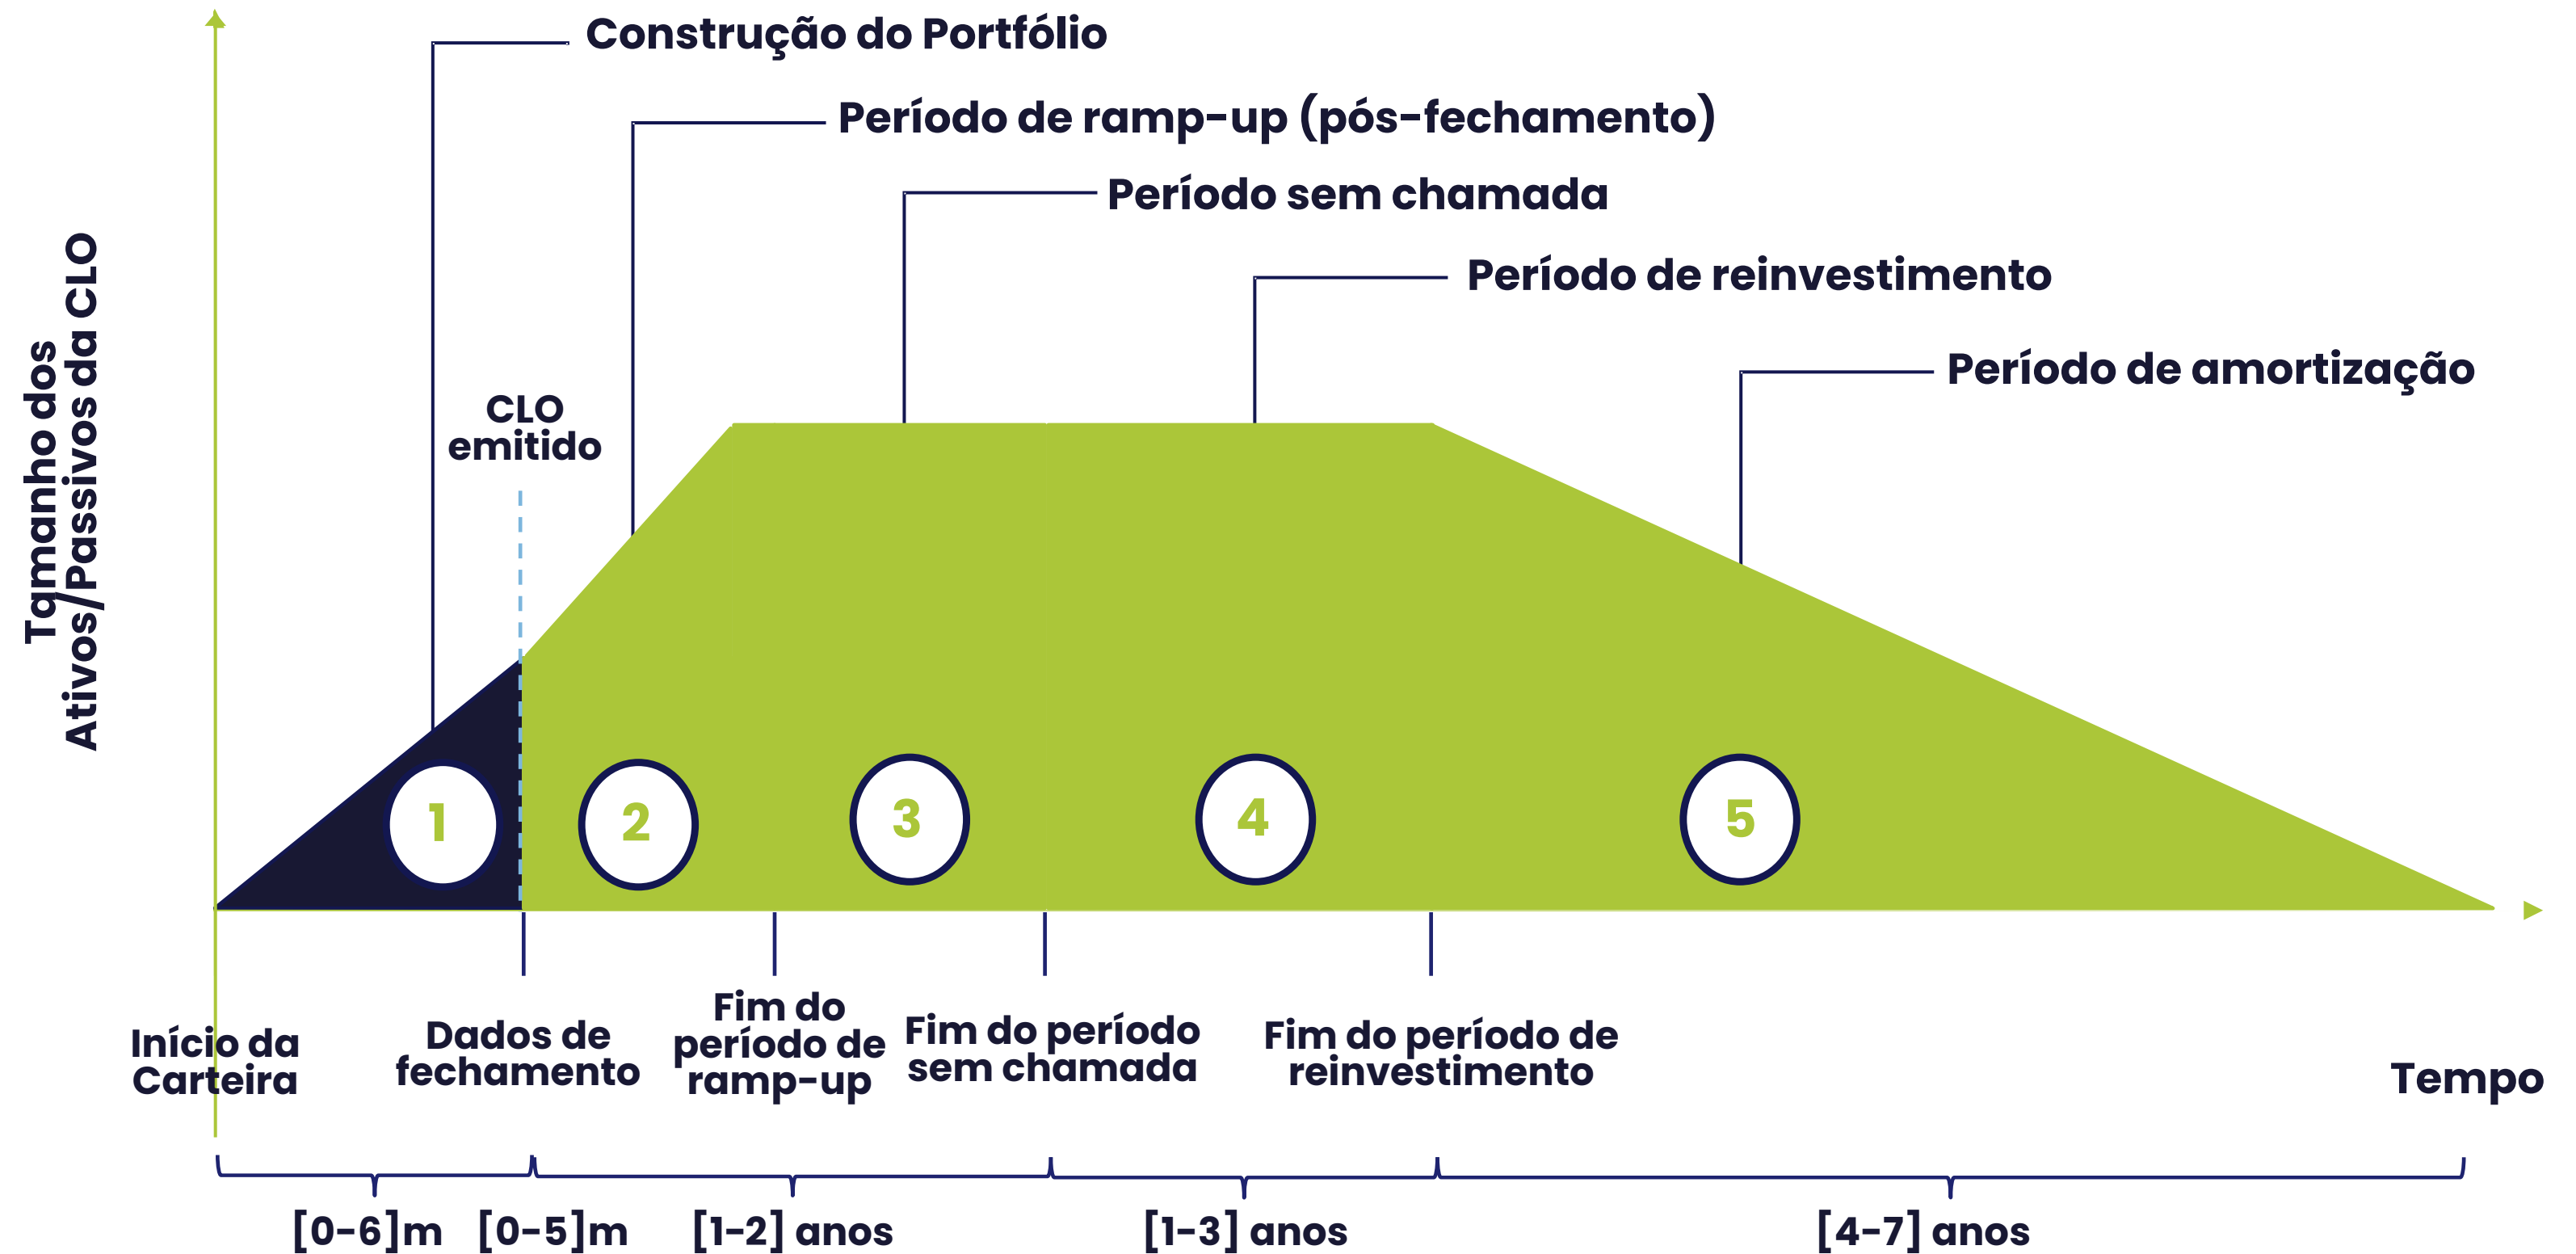 Construção do Portfólio
Período de ramp-up (pós-fechamento)
Período sem chamada
Período de reinvestimento
Período de amortização
Tamanho dos
Ativos/Passivos da CLO
CLO
emitido
1
2
3
4
5
Início da
Carteira
Dados de
fechamento
Fim do
período de
ramp-up
Fim do período
sem chamada
Fim do período de
reinvestimento
Tempo
[0-6]m
[0-5]m
[1-2] anos
[1-3] anos
[4-7] anos